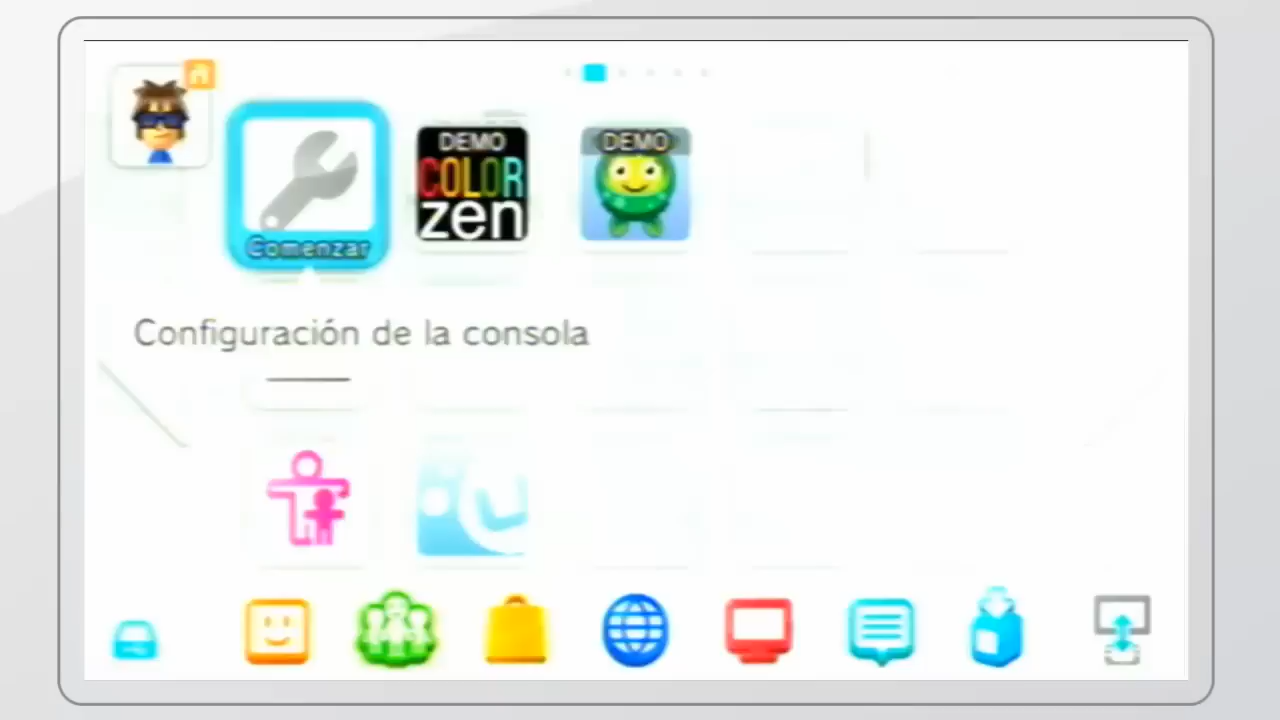 DEMO
COLOR
zen
DEMO
Comenzar
Configuración de la consola